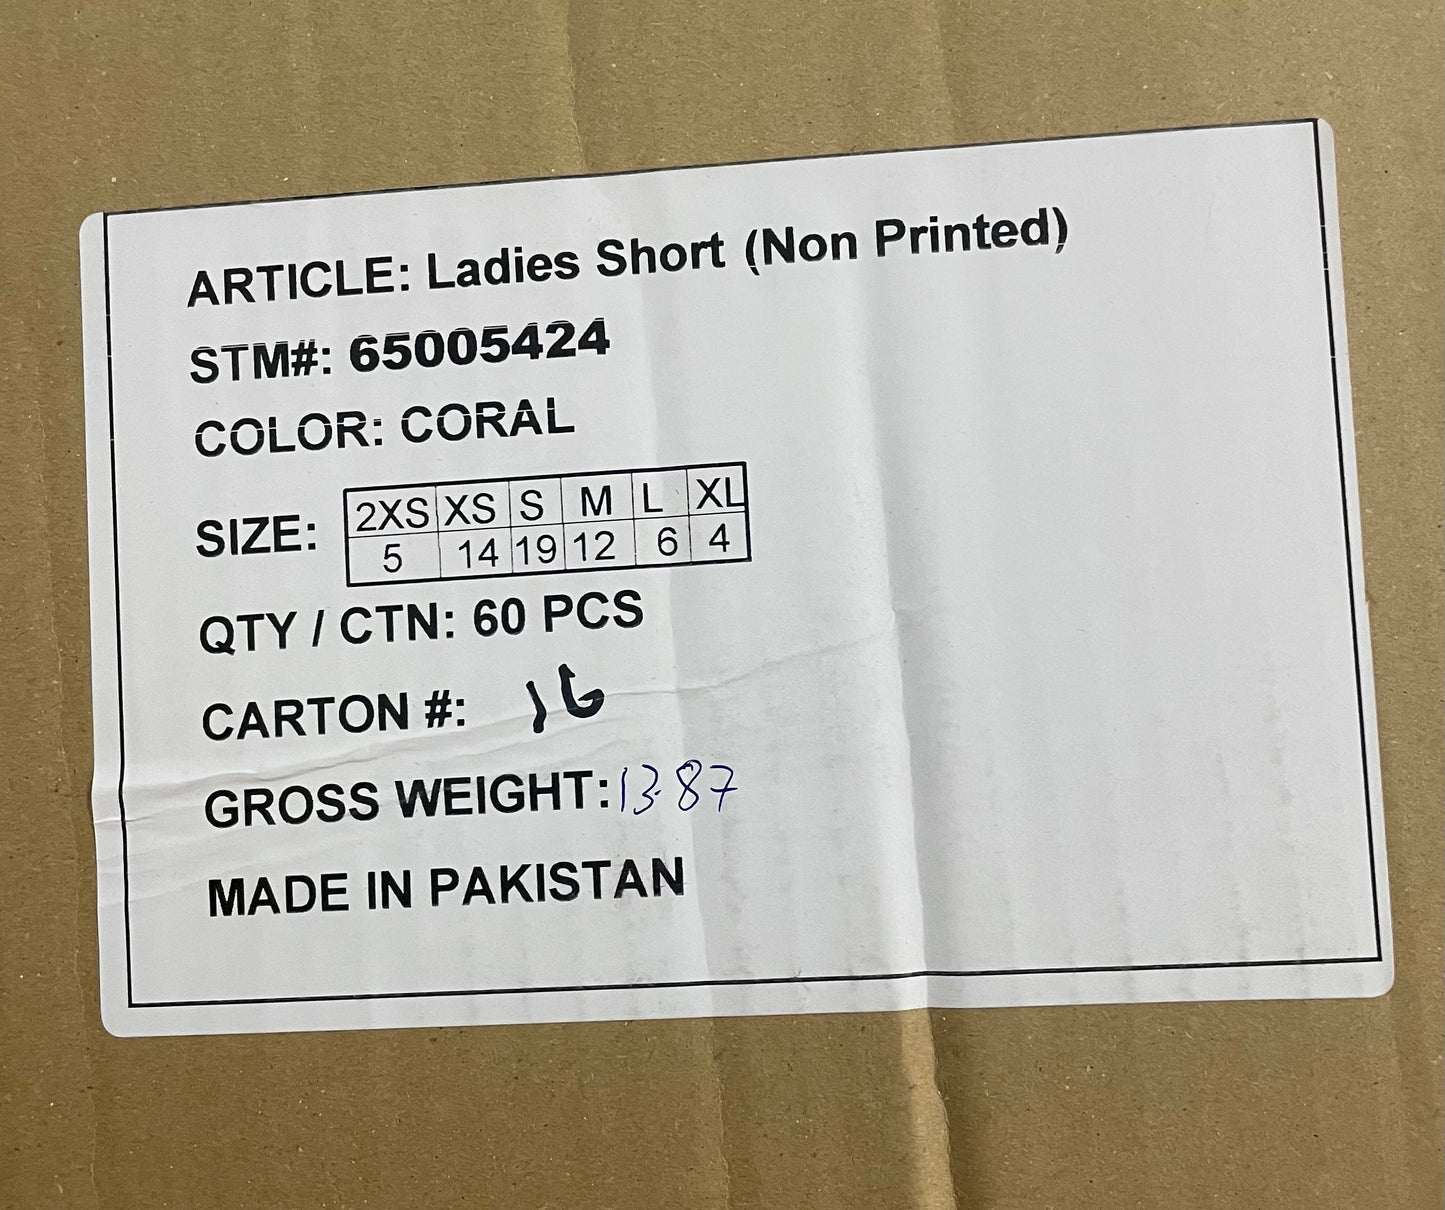 ARTICLE: Ladies Short (Non Printed)
STM#: 65005424
COLOR: CORAL
SIZE: 2XS XS S M L XL
5 14 19 12 6 4
QTY / CTN: 60 PCS
CARTON #: 16
GROSS WEIGHT: 13.87
MADE IN PAKISTAN